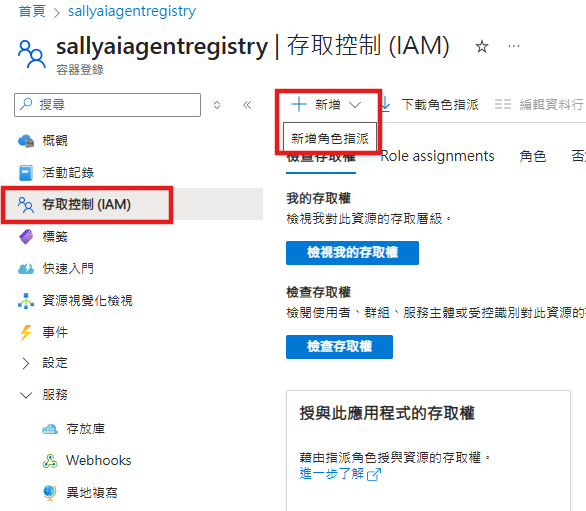 首頁 > sallyaiagentregistry
sallyaiagentregistry | 存取控制 (IAM)
容器登錄
搜尋
概觀
活動記錄
存取控制 (IAM)
標籤
快速入門
資源視覺化檢視
事件
設定
服務
存放庫
Webhooks
異地複寫
新增
下載角色指派
編輯資料行
新增角色指派
檢查存取權
Role assignments
角色
我的存取權
檢視我對此資源的存取層級。
檢視我的存取權
檢查存取權
檢閱使用者、群組、服務主體或受控識別對此資源的
檢查存取權
授與此應用程式的存取權
藉由指派角色授與資源的存取權。
進一步了解